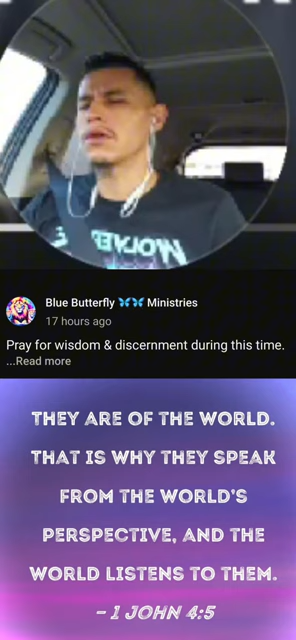 Blue Butterfly 🦋🦋 Ministries
17 hours ago
Pray for wisdom & discernment during this time.
...Read more
THEY ARE OF THE WORLD.
THAT IS WHY THEY SPEAK
FROM THE WORLD'S
PERSPECTIVE, AND THE
WORLD LISTENS TO THEM.
- 1 JOHN 4:5